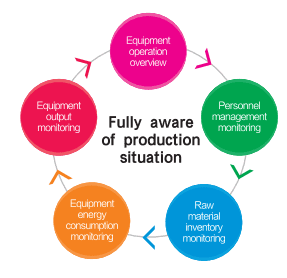 Equipment
operation
overview
Personnel
management
monitoring
Raw
material
inventory
monitoring
Equipment
energy
consumption
monitoring
Equipment
output
monitoring
Fully aware
of production
situation